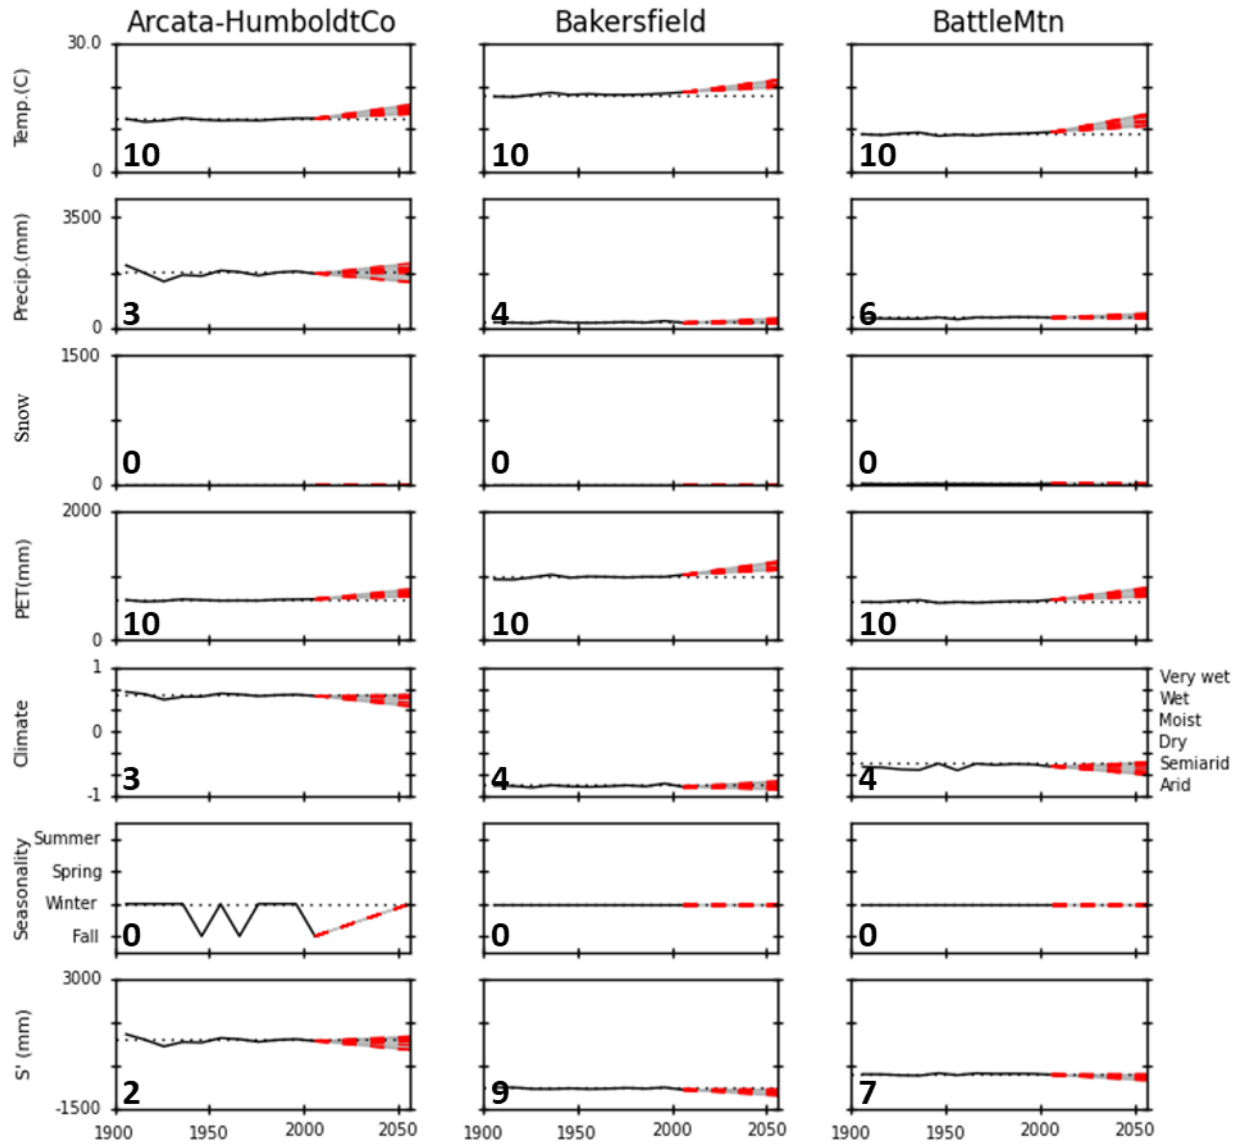 Arcata-HumboldtCo Bakersfield BattleMtn
30.0
Temp.(C)
0
10 10 10
3500
Precip.(mm)
0
3 4 6
1500
Snow
0
0 0 0
2000
PET(mm)
0
10 10 10
1
Climate
0
-1
3 4 4
Very wet
Wet
Moist
Dry
Semiarid
Arid
Seasonality
Summer
Spring
Winter
Fall
0 0 0
3000
S' (mm)
-1500
2 9 7
1900 1950 2000 2050 1900 1950 2000 2050 1900 1950 2000 2050